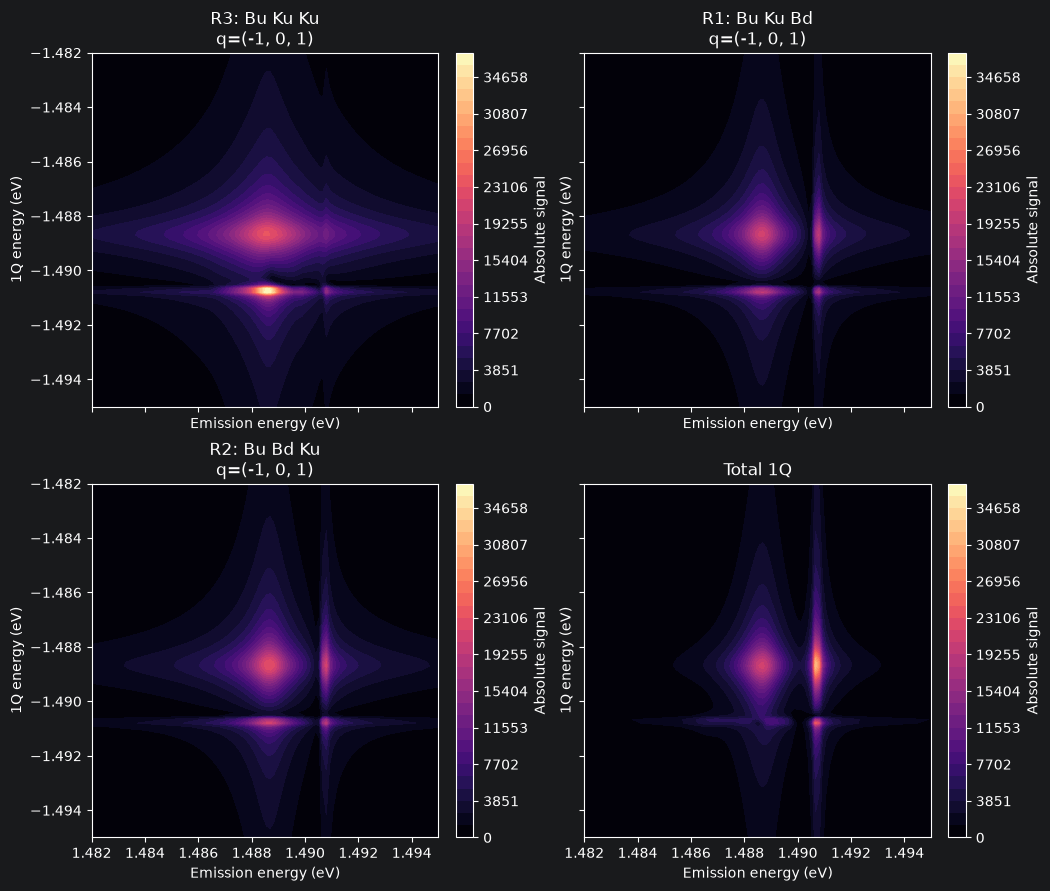 R3: Bu Ku Ku
q=(-1, 0, 1)
−1.482
−1.484
−1.486
−1.488
−1.490
−1.492
−1.494
1Q energy (eV)
Emission energy (eV)
34658
30807
26956
23106
19255
15404
11553
7702
3851
0
Absolute signal
R1: Bu Ku Bd
q=(-1, 0, 1)
1Q energy (eV)
Emission energy (eV)
34658
30807
26956
23106
19255
15404
11553
7702
3851
0
Absolute signal
R2: Bu Bd Ku
q=(-1, 0, 1)
−1.482
−1.484
−1.486
−1.488
−1.490
−1.492
−1.494
1Q energy (eV)
1.482 1.484 1.486 1.488 1.490 1.492 1.494
Emission energy (eV)
34658
30807
26956
23106
19255
15404
11553
7702
3851
0
Absolute signal
Total 1Q
1Q energy (eV)
1.482 1.484 1.486 1.488 1.490 1.492 1.494
Emission energy (eV)
34658
30807
26956
23106
19255
15404
11553
7702
3851
0
Absolute signal